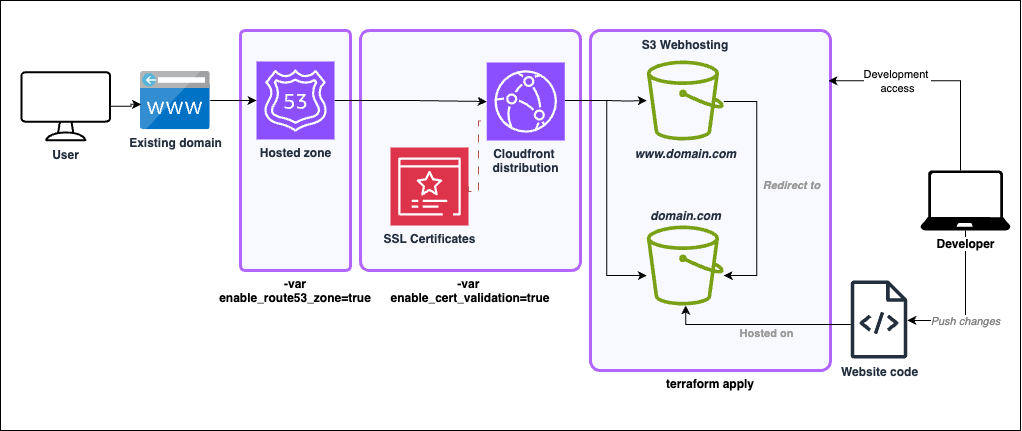 S3 Webhosting
Development
access
WWW
53
User
Existing domain
Hosted zone
Cloudfront
distribution
www.domain.com
Redirect to
SSL Certificates
domain.com
Developer
-var
enable_route53_zone=true
-var
enable_cert_validation=true
Hosted on
Push changes
Website code
terraform apply